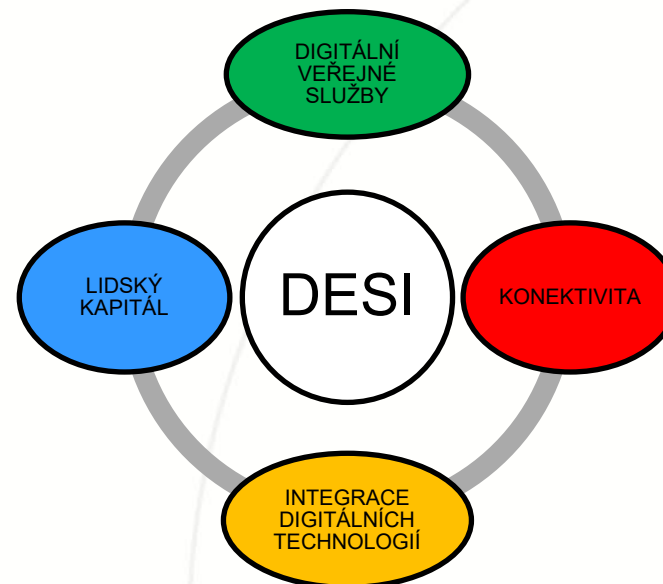 DIGITÁLNÍ
VEŘEJNÉ
SLUŽBY
LIDSKÝ
KAPITÁL
DESI
KONEKTIVITA
INTEGRACE
DIGITÁLNÍCH
TECHNOLOGIÍ